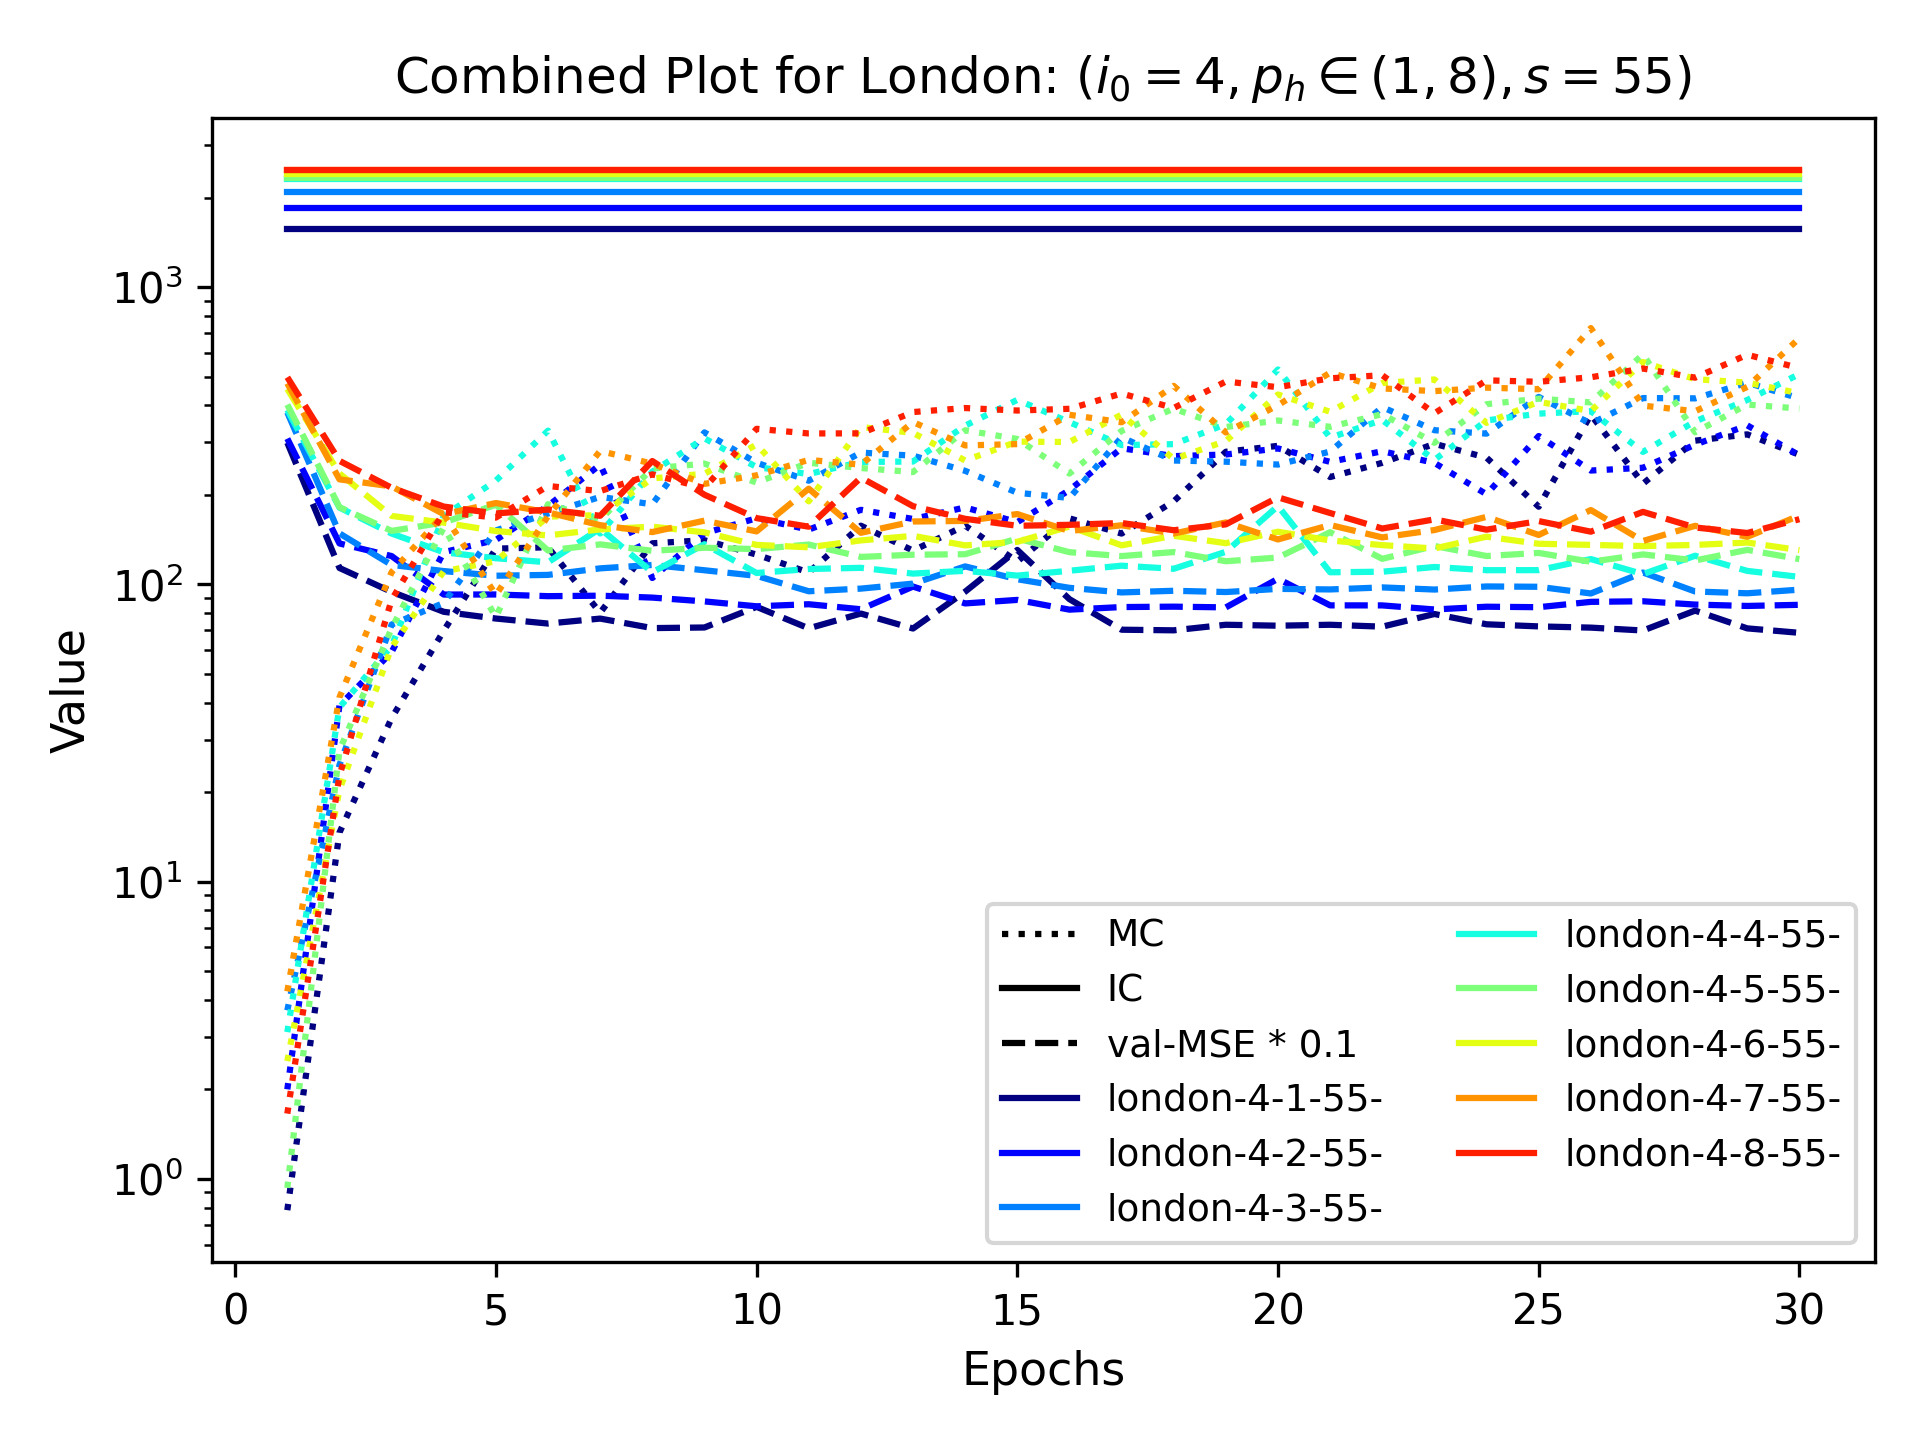 Combined Plot for London: (i₀ = 4, pₕ ∈ (1, 8), s = 55)
10³
10²
10¹
10⁰
Value
0 5 10 15 20 25 30
Epochs
MC
IC
val-MSE * 0.1
london-4-1-55-
london-4-2-55-
london-4-3-55-
london-4-4-55-
london-4-5-55-
london-4-6-55-
london-4-7-55-
london-4-8-55-